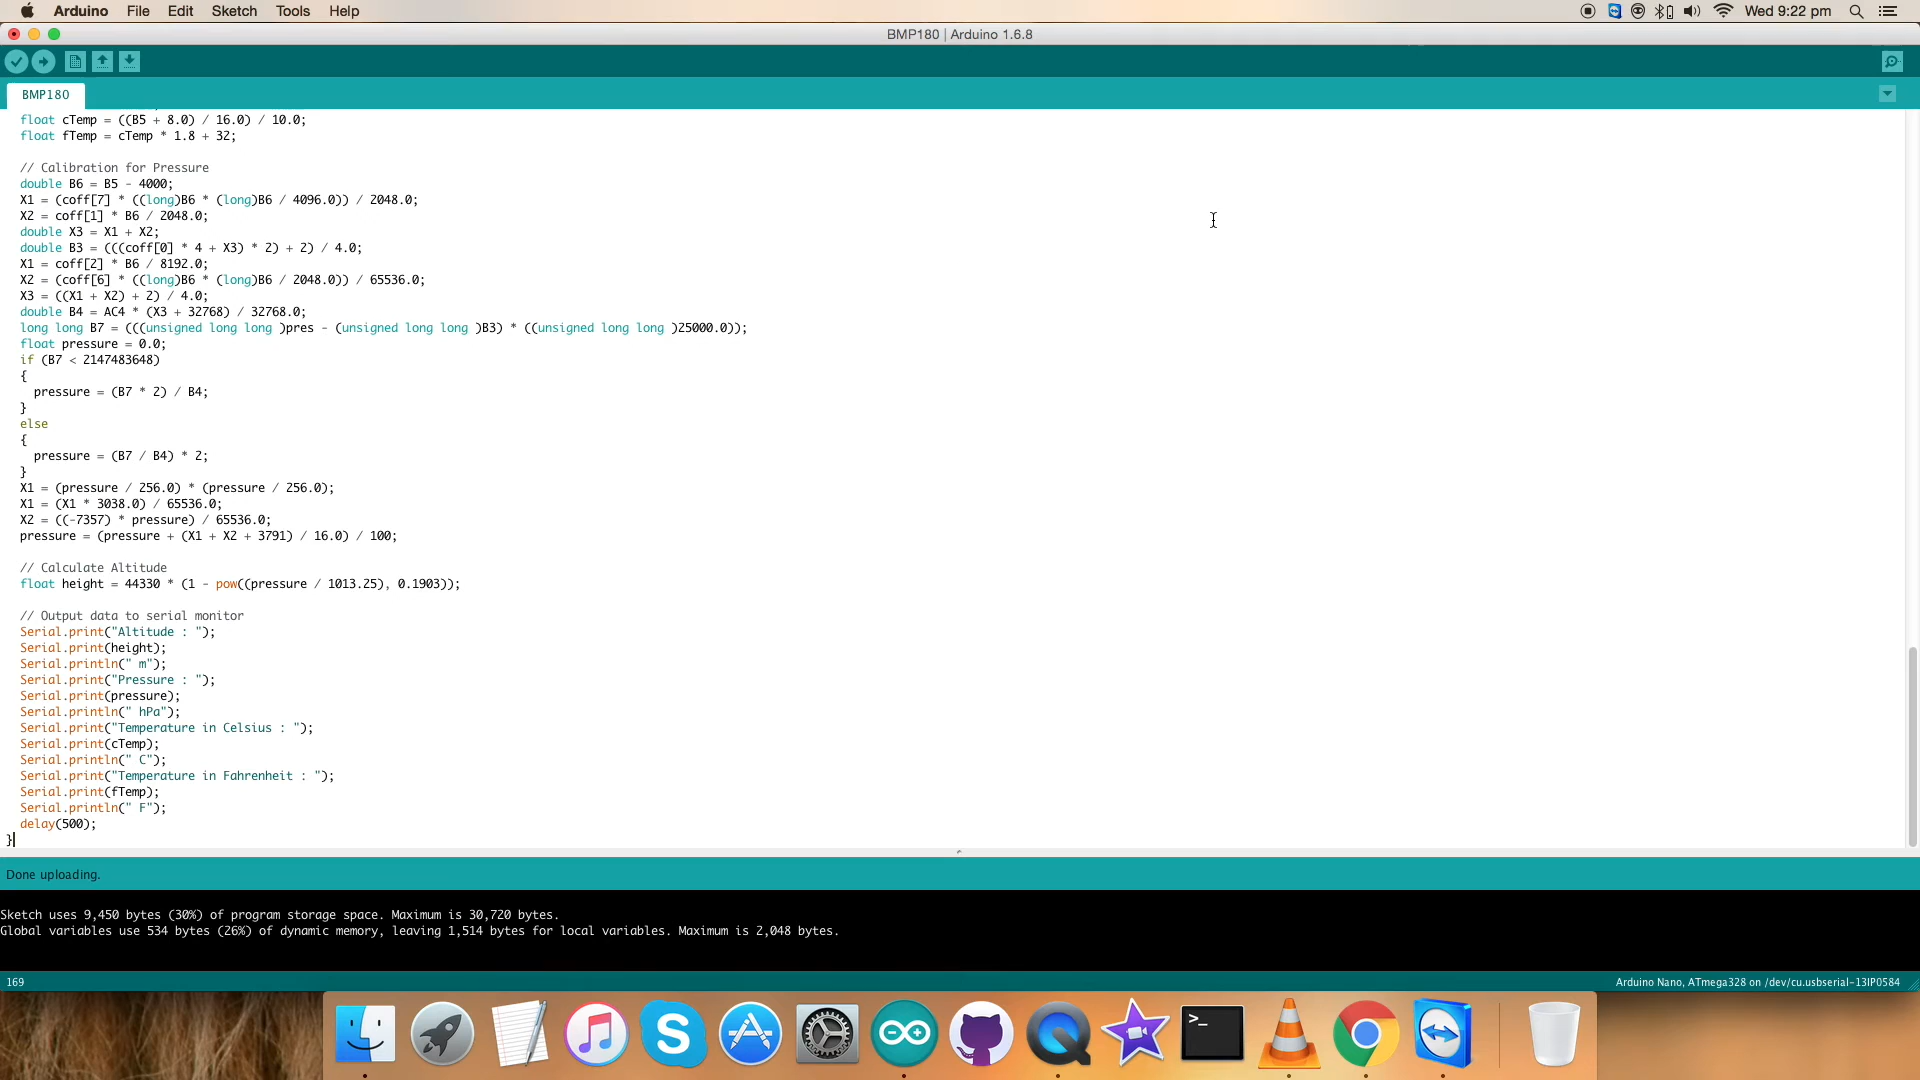 Arduino File Edit Sketch Tools Help Wed 9:22 pm
BMP180 | Arduino 1.6.8
BMP180
float cTemp = ((B5 + 8.0) / 16.0) / 10.0;
float fTemp = cTemp * 1.8 + 32;
// Calibration for Pressure
double B6 = B5 - 4000;
X1 = (coff[7] * ((long)B6 * (long)B6 / 4096.0)) / 2048.0;
X2 = coff[1] * B6 / 2048.0;
double X3 = X1 + X2;
double B3 = (((coff[0] * 4 + X3) * 2) + 2) / 4.0;
X1 = coff[2] * B6 / 8192.0;
X2 = (coff[6] * ((long)B6 * (long)B6 / 2048.0)) / 65536.0;
X3 = ((X1 + X2) + 2) / 4.0;
double B4 = AC4 * (X3 + 32768) / 32768.0;
long long B7 = (((unsigned long long )pres - (unsigned long long )B3) * ((unsigned long long )25000.0));
float pressure = 0.0;
if (B7 < 2147483648)
{
pressure = (B7 * 2) / B4;
}
else
{
pressure = (B7 / B4) * 2;
}
X1 = (pressure / 256.0) * (pressure / 256.0);
X1 = (X1 * 3038.0) / 65536.0;
X2 = ((-7357) * pressure) / 65536.0;
pressure = (pressure + (X1 + X2 + 3791) / 16.0) / 100;
// Calculate Altitude
float height = 44330 * (1 - pow((pressure / 1013.25), 0.1903));
// Output data to serial monitor
Serial.print("Altitude : ");
Serial.print(height);
Serial.println(" m");
Serial.print("Pressure : ");
Serial.print(pressure);
Serial.println(" hPa");
Serial.print("Temperature in Celsius : ");
Serial.print(cTemp);
Serial.println(" C");
Serial.print("Temperature in Fahrenheit : ");
Serial.print(fTemp);
Serial.println(" F");
delay(500);
}
Done uploading.
Sketch uses 9,450 bytes (30%) of program storage space. Maximum is 30,720 bytes.
Global variables use 534 bytes (26%) of dynamic memory, leaving 1,514 bytes for local variables. Maximum is 2,048 bytes.
169 Arduino Nano, ATmega328 on /dev/cu.usbserial-13IP0584